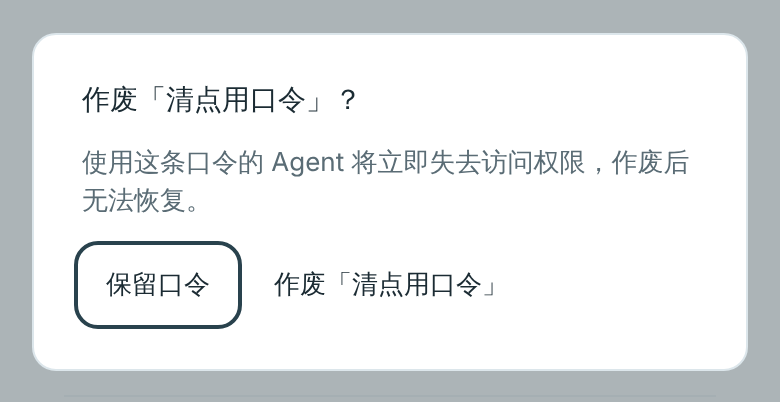 作废「清点用口令」？
使用这条口令的 Agent 将立即失去访问权限，作废后
无法恢复。
保留口令
作废「清点用口令」